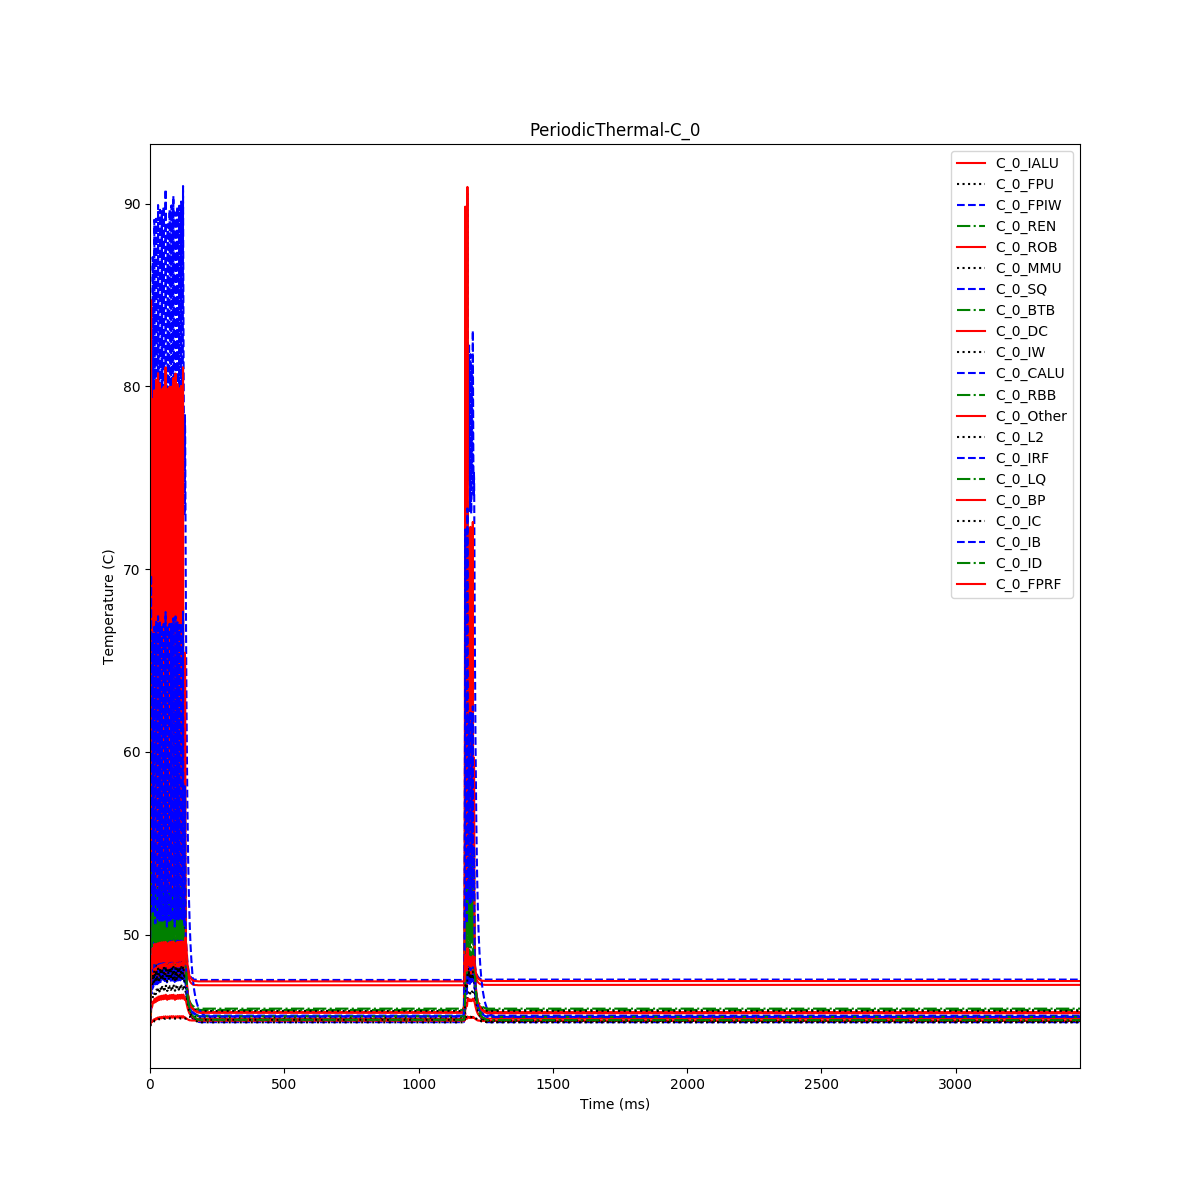 PeriodicThermal-C_0
C_0_IALU
C_0_FPU
C_0_FPIW
C_0_REN
C_0_ROB
C_0_MMU
C_0_SQ
C_0_BTB
C_0_DC
C_0_IW
C_0_CALU
C_0_RBB
C_0_Other
C_0_L2
C_0_IRF
C_0_LQ
C_0_BP
C_0_IC
C_0_IB
C_0_ID
C_0_FPRF
90
80
70
60
50
Temperature (C)
0 500 1000 1500 2000 2500 3000
Time (ms)